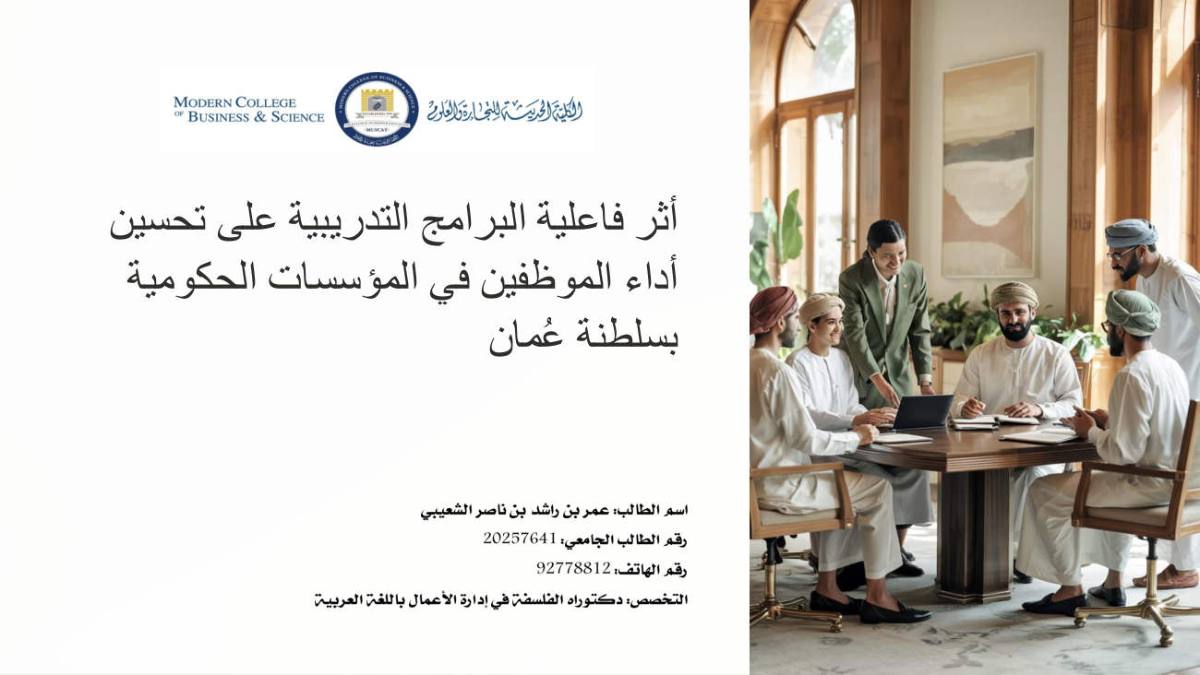 MODERN COLLEGE
OF BUSINESS & SCIENCE
الكلية الحديثة للتجارة والعلوم
أثر فاعلية البرامج التدريبية على تحسين
أداء الموظفين في المؤسسات الحكومية
بسلطنة عُمان
اسم الطالب: عمر بن راشد بن ناصر الشعيبي
رقم الطالب الجامعي: 20257641
رقم الهاتف: 92778812
التخصص: دكتوراه الفلسفة في إدارة الأعمال باللغة العربية